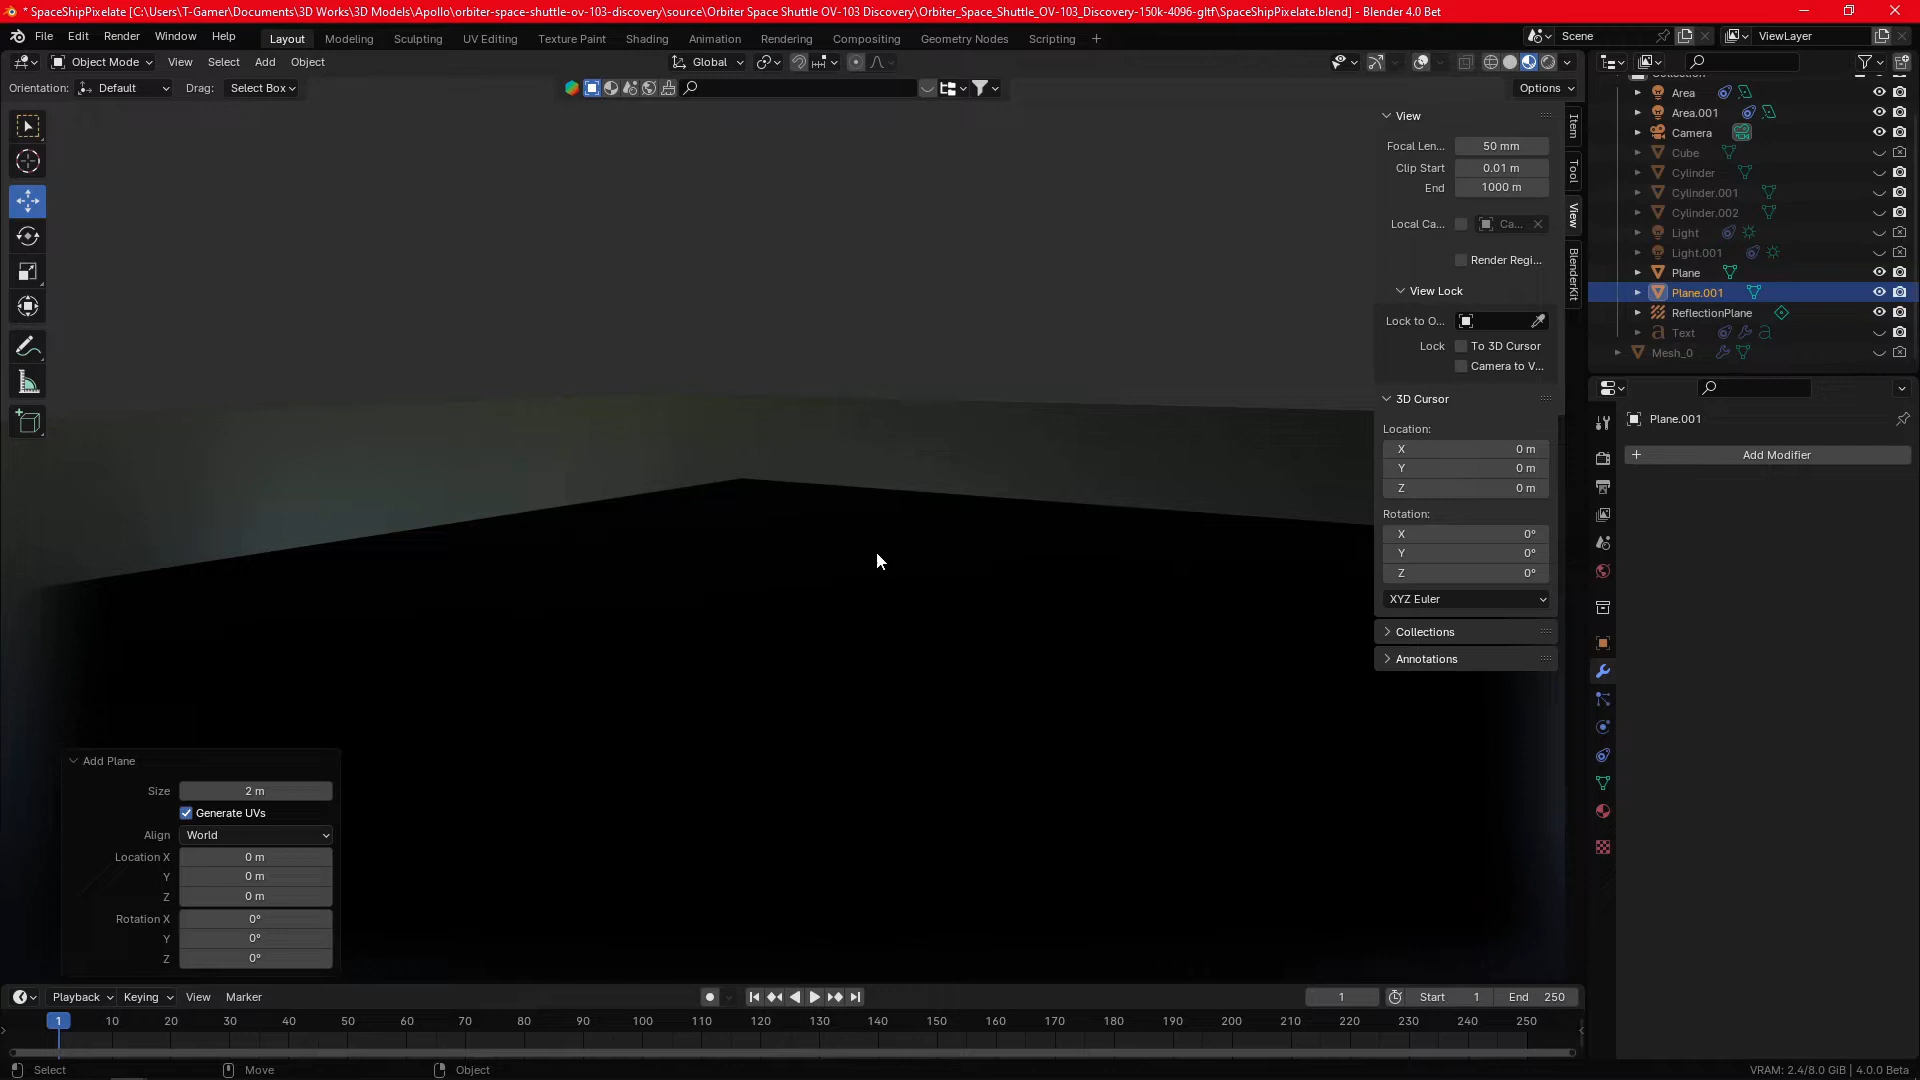 * SpaceShipPixelate [C:\Users\T-Gamer\Documents\3D Works\3D Models\Apollo\orbiter-space-shuttle-ov-103-discovery\source\Orbiter Space Shuttle OV-103 Discovery\Orbiter_Space_Shuttle_OV-103_Discovery-150k-4096-gltf\SpaceShipPixelate.blend] - Blender 4.0 Bet
File Edit Render Window Help Layout Modeling Sculpting UV Editing Texture Paint Shading Animation Rendering Compositing Geometry Nodes Scripting + Scene ViewLayer
Object Mode View Select Add Object Global
Orientation: Default Drag: Select Box Options
View
Focal Len... 50 mm
Clip Start 0.01 m
End 1000 m
Local Ca... Ca...
Render Regi...
View Lock
Lock to O...
Lock To 3D Cursor
Camera to V...
3D Cursor
Location:
X 0 m
Y 0 m
Z 0 m
Rotation:
X 0°
Y 0°
Z 0°
XYZ Euler
Collections
Annotations
Item
Tool
View
BlenderKit
Area
Area.001
Camera
Cube
Cylinder
Cylinder.001
Cylinder.002
Light
Light.001
Plane
Plane.001
ReflectionPlane
Text
Mesh_0
Plane.001
+ Add Modifier
Add Plane
Size 2 m
Generate UVs
Align World
Location X 0 m
Y 0 m
Z 0 m
Rotation X 0°
Y 0°
Z 0°
Playback Keying View Marker 1 Start 1 End 250
1 10 20 30 40 50 60 70 80 90 100 110 120 130 140 150 160 170 180 190 200 210 220 230 240 250
Select Move Object VRAM: 2.4/8.0 GiB | 4.0.0 Beta